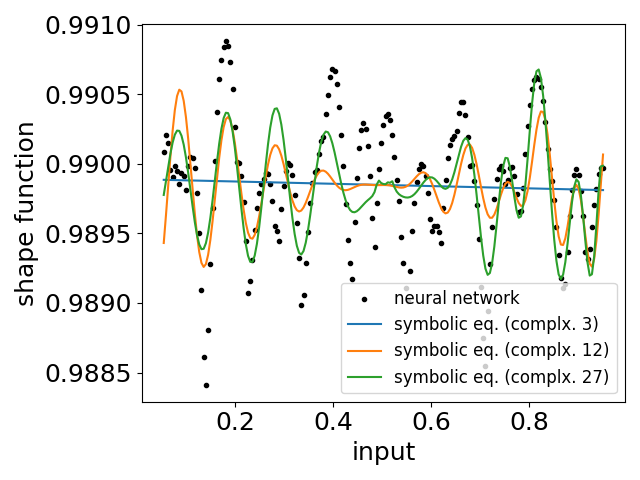 0.9910
0.9905
0.9900
0.9895
0.9890
0.9885
shape function
neural network
symbolic eq. (complx. 3)
symbolic eq. (complx. 12)
symbolic eq. (complx. 27)
0.2 0.4 0.6 0.8
input